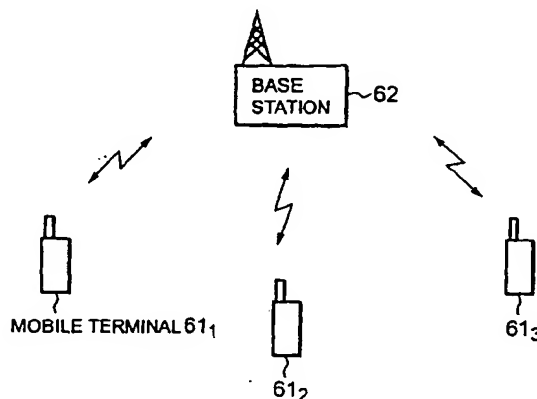 BASE
STATION
62
MOBILE TERMINAL 61₁
61₂
61₃